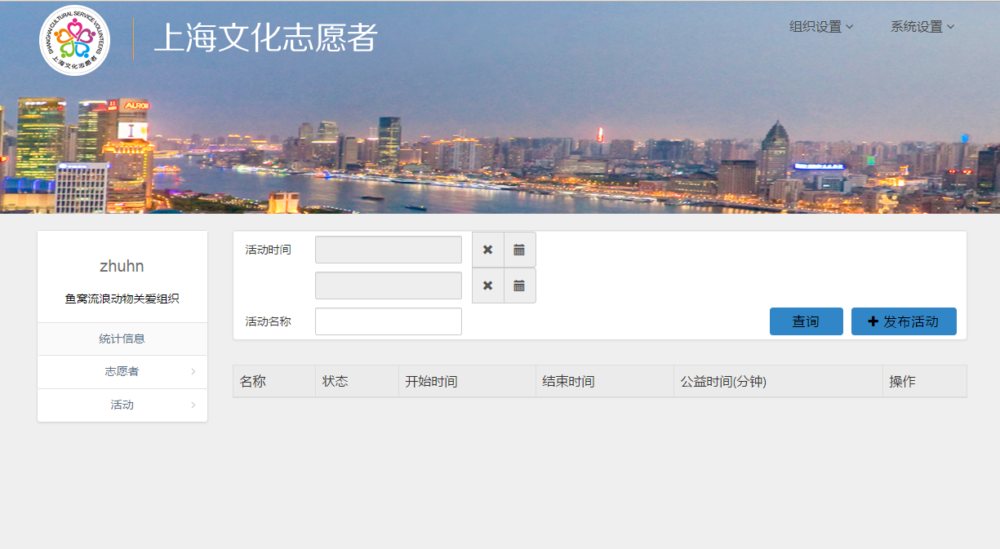 SHANGHAI CULTURAL SERVICE VOLUNTEERS
上海文化志愿者
上海文化志愿者
组织设置
系统设置
AURORA
zhuhn
鱼窝流浪动物关爱组织
统计信息
志愿者
活动
活动时间
活动名称
查询
发布活动
名称 状态 开始时间 结束时间 公益时间(分钟) 操作